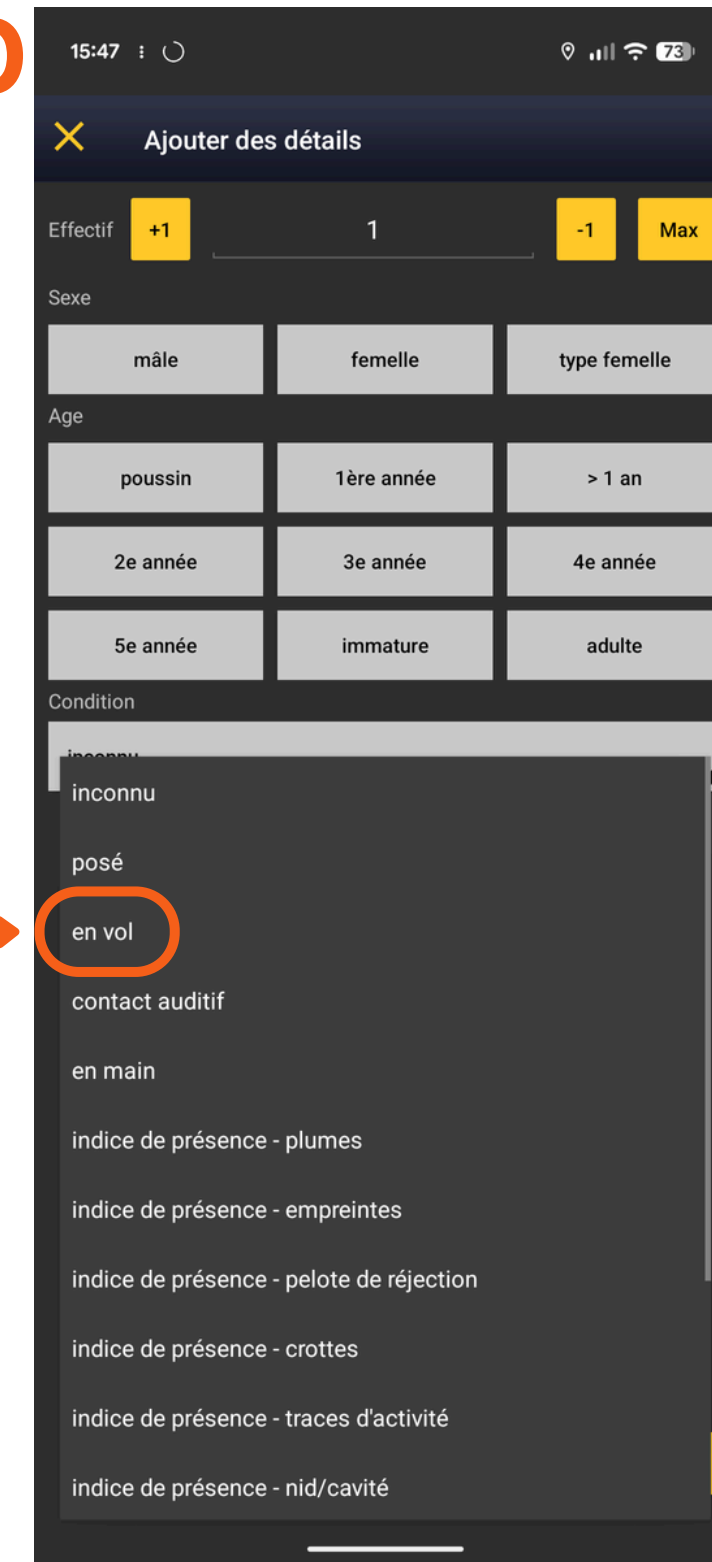 15:47
73
Ajouter des détails
Effectif +1 1 -1 Max
Sexe
mâle femelle type femelle
Age
poussin 1ère année > 1 an
2e année 3e année 4e année
5e année immature adulte
Condition
inconnu
inconnu
posé
en vol
contact auditif
en main
indice de présence - plumes
indice de présence - empreintes
indice de présence - pelote de réjection
indice de présence - crottes
indice de présence - traces d'activité
indice de présence - nid/cavité